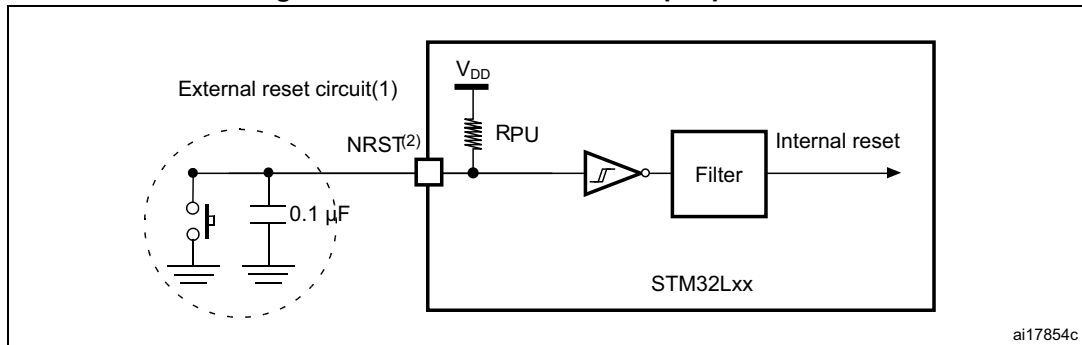 External reset circuit(1)
VDD
NRST(2)
RPU
Internal reset
Filter
0.1 µF
STM32Lxx
ai17854c